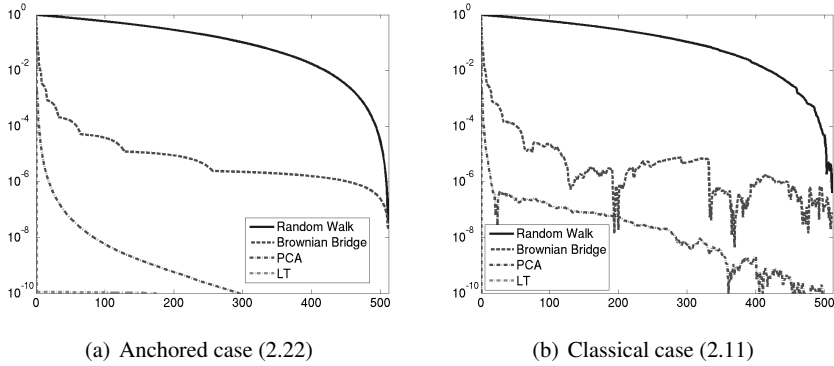 10^0
10^-2
10^-4
10^-6
10^-8
10^-10
0 100 200 300 400 500
Random Walk
Brownian Bridge
PCA
LT
(a) Anchored case (2.22)
10^0
10^-2
10^-4
10^-6
10^-8
10^-10
0 100 200 300 400 500
Random Walk
Brownian Bridge
PCA
LT
(b) Classical case (2.11)